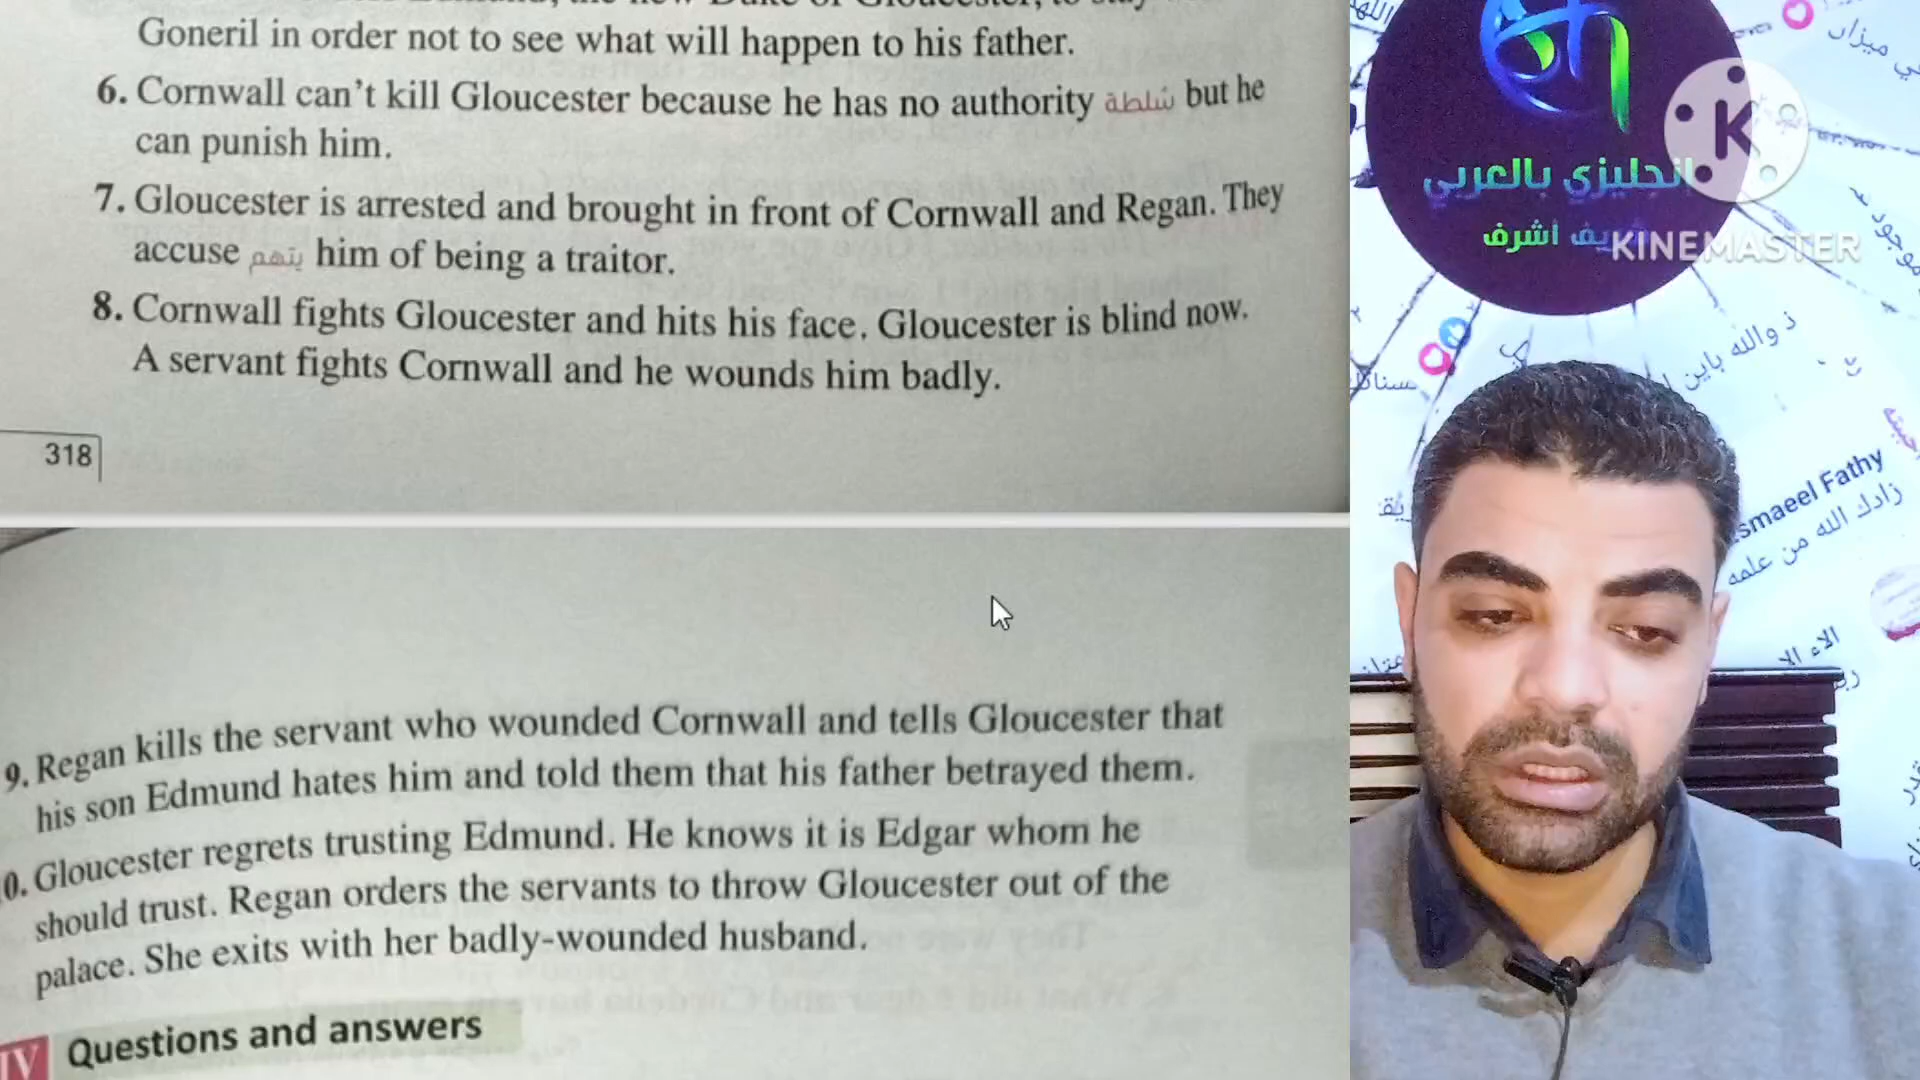 Goneril in order not to see what will happen to his father.
6. Cornwall can't kill Gloucester because he has no authority سُلطة but he
can punish him.
7. Gloucester is arrested and brought in front of Cornwall and Regan. They
accuse يتهم him of being a traitor.
8. Cornwall fights Gloucester and hits his face. Gloucester is blind now.
A servant fights Cornwall and he wounds him badly.
318
9. Regan kills the servant who wounded Cornwall and tells Gloucester that
his son Edmund hates him and told them that his father betrayed them.
0. Gloucester regrets trusting Edmund. He knows it is Edgar whom he
should trust. Regan orders the servants to throw Gloucester out of the
palace. She exits with her badly-wounded husband.
IV Questions and answers
انجليزي بالعربي
أشرف
K
KINEMASTER
ميزان
موجود
والله باين
smaeel Fathy
زادك الله من علمه
الاء